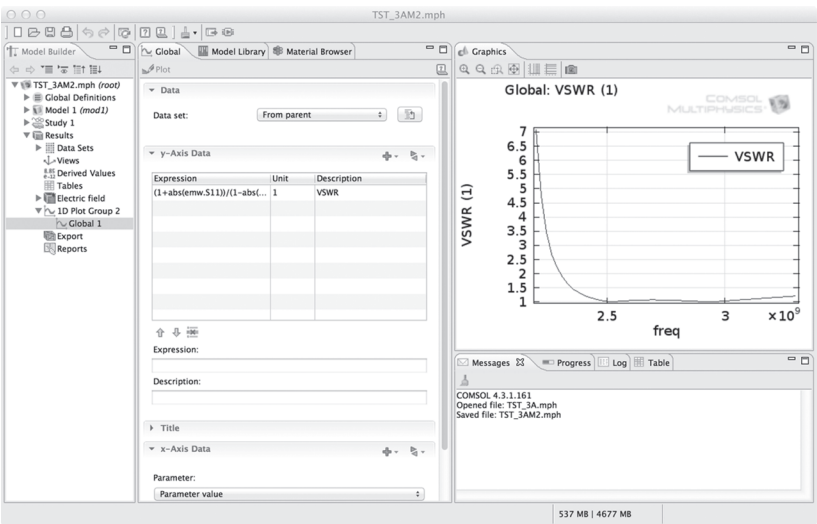 TST_3AM2.mph
Model Builder
TST_3AM2.mph (root)
Global Definitions
Model 1 (mod1)
Study 1
Results
Data Sets
Views
8.85
e-12
Derived Values
Tables
Electric field
1D Plot Group 2
Global 1
Export
Reports
Global
Model Library
Material Browser
Plot
Data
Data set:
From parent
y-Axis Data
Expression Unit Description
(1+abs(emw.S11))/(1-abs(... 1 VSWR
Expression:
Description:
Title
x-Axis Data
Parameter:
Parameter value
Graphics
Global: VSWR (1)
COMSOL
MULTIPHYSICS
VSWR
VSWR (1)
7
6.5
6
5.5
5
4.5
4
3.5
3
2.5
2
1.5
1
2.5 3 ×10⁹
freq
Messages Progress Log Table
COMSOL 4.3.1.161
Opened file: TST_3A.mph
Saved file: TST_3AM2.mph
537 MB | 4677 MB